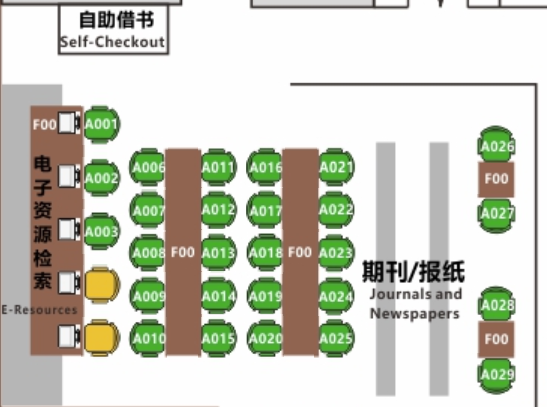 自助借书
Self-Checkout
F00
A001
电子资源检索
A002
A003
E-Resources
A006
A007
A008
A009
A010
F00
A011
A012
A013
A014
A015
A016
A017
A018
A019
A020
F00
A021
A022
A023
A024
A025
期刊/报纸
Journals and
Newspapers
A026
F00
A027
A028
F00
A029